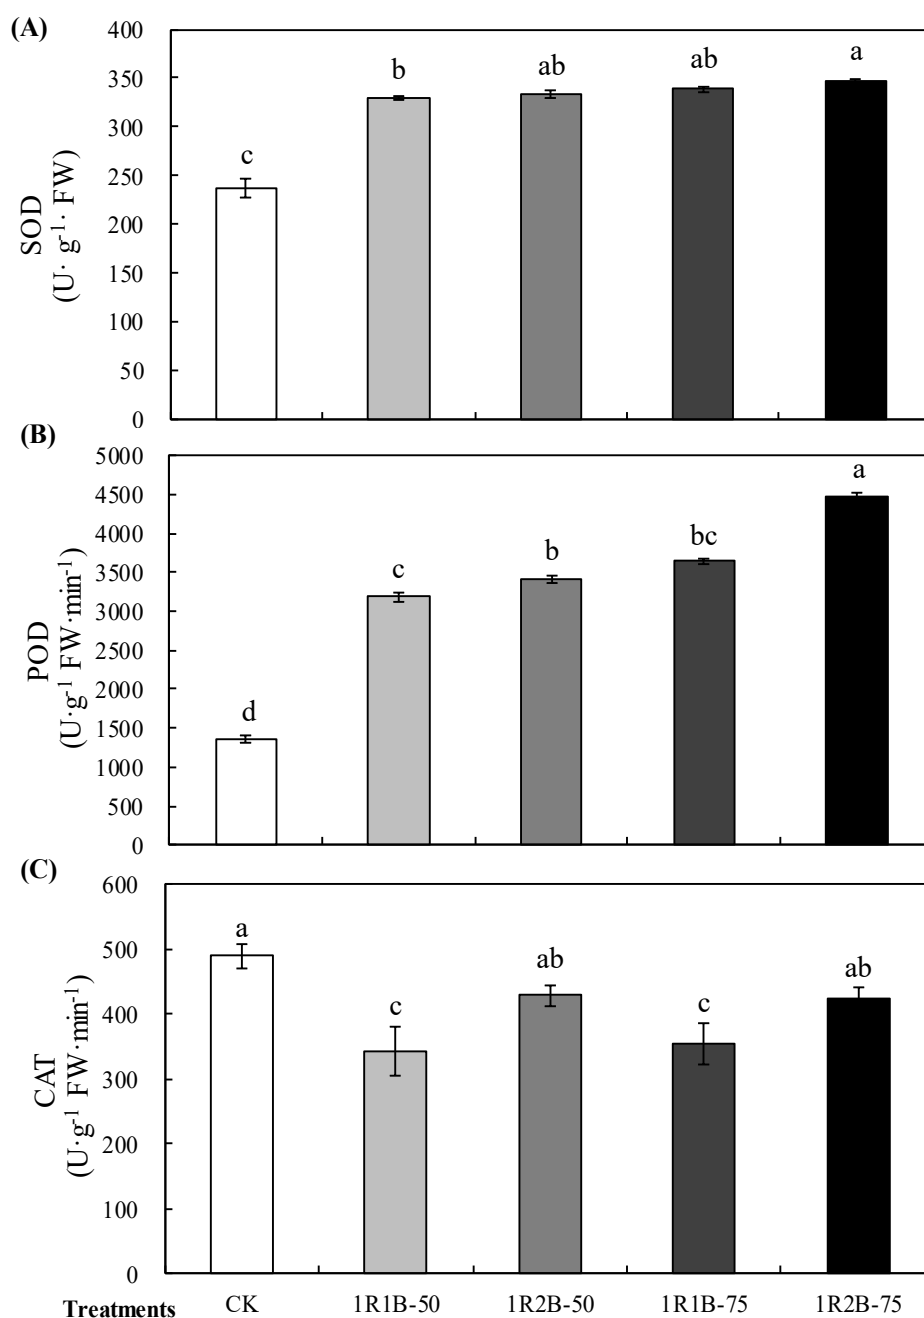 (A)
400
350
300
250
200
150
100
50
0
SOD
(U· g-1· FW)
c
b
ab
ab
a
(B)
5000
4500
4000
3500
3000
2500
2000
1500
1000
500
0
POD
(U·g-1 FW·min-1)
d
c
b
bc
a
(C)
600
500
400
300
200
100
0
CAT
(U·g-1 FW·min-1)
a
c
ab
c
ab
Treatments CK 1R1B-50 1R2B-50 1R1B-75 1R2B-75